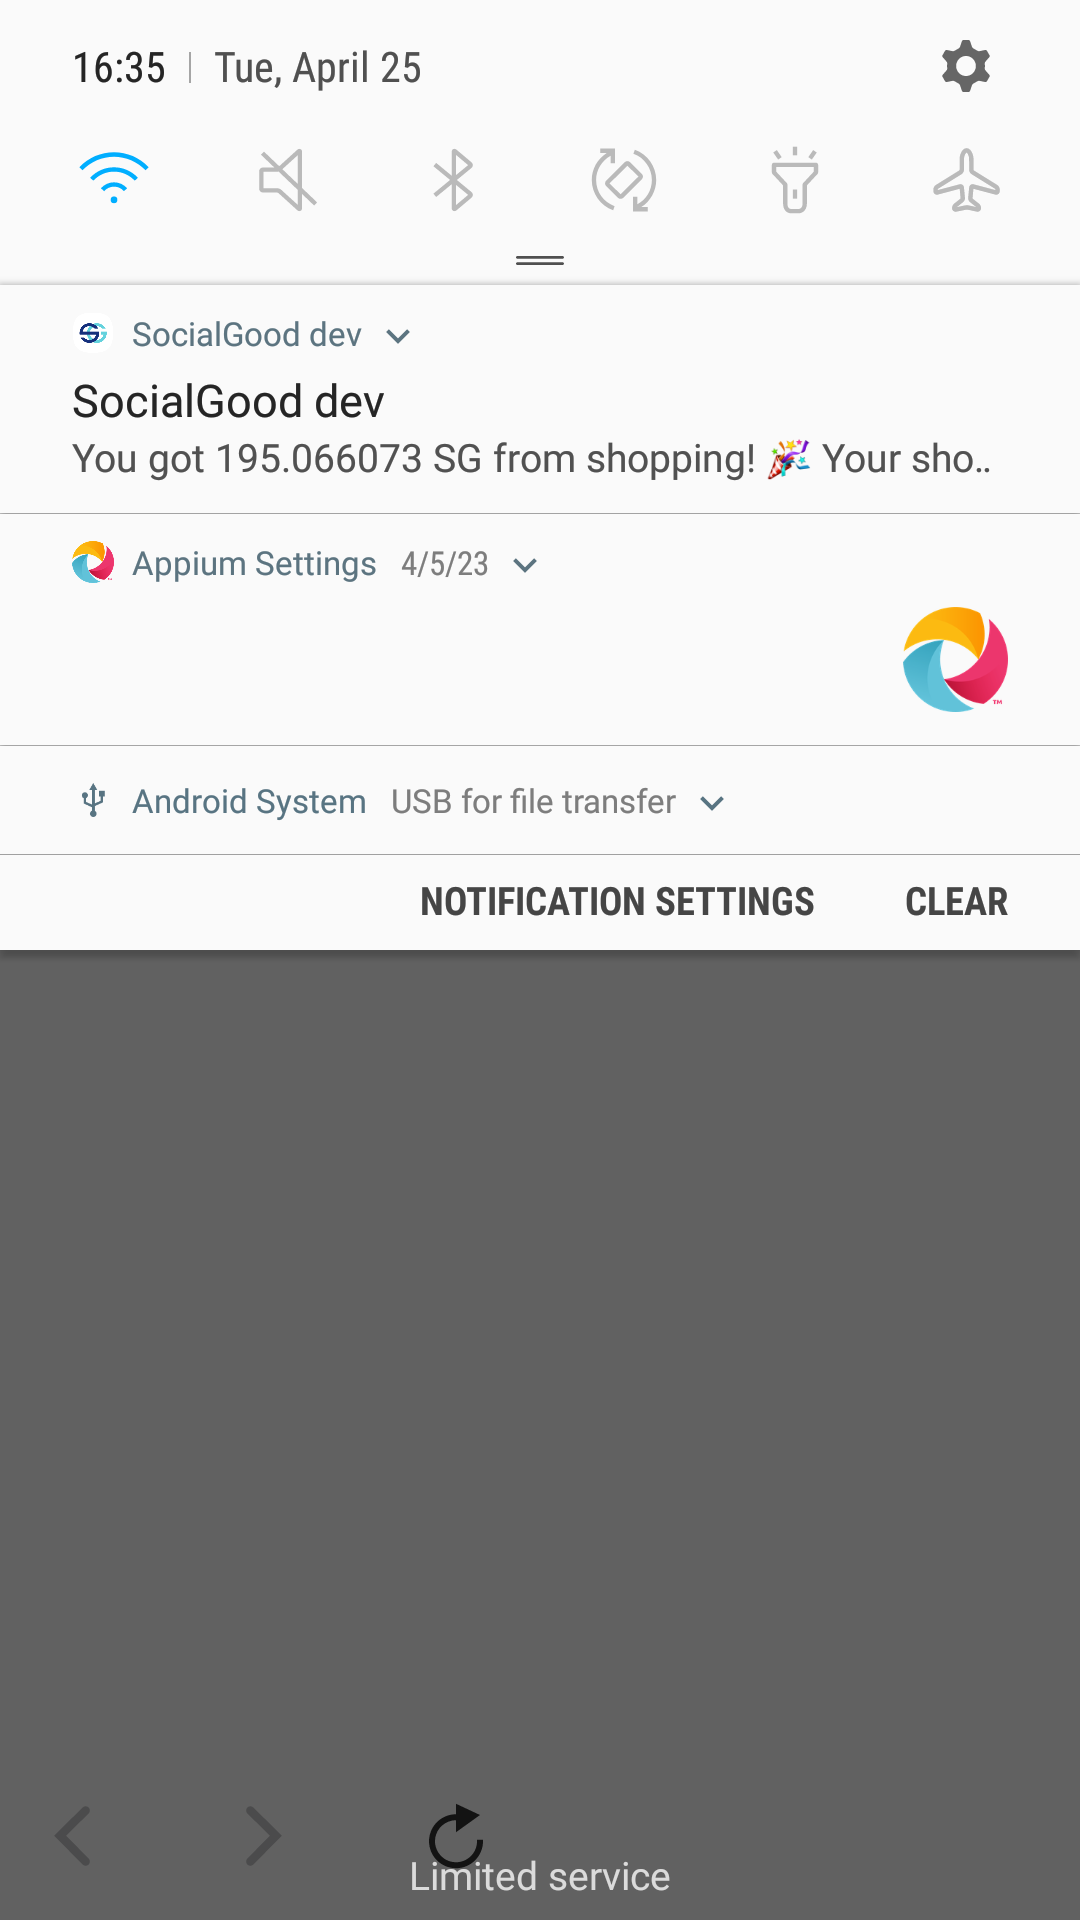 16:35 | Tue, April 25
SocialGood dev
SocialGood dev
You got 195.066073 SG from shopping! 🎉 Your sho..
Appium Settings 4/5/23
TM
Android System USB for file transfer
NOTIFICATION SETTINGS CLEAR
Limited service